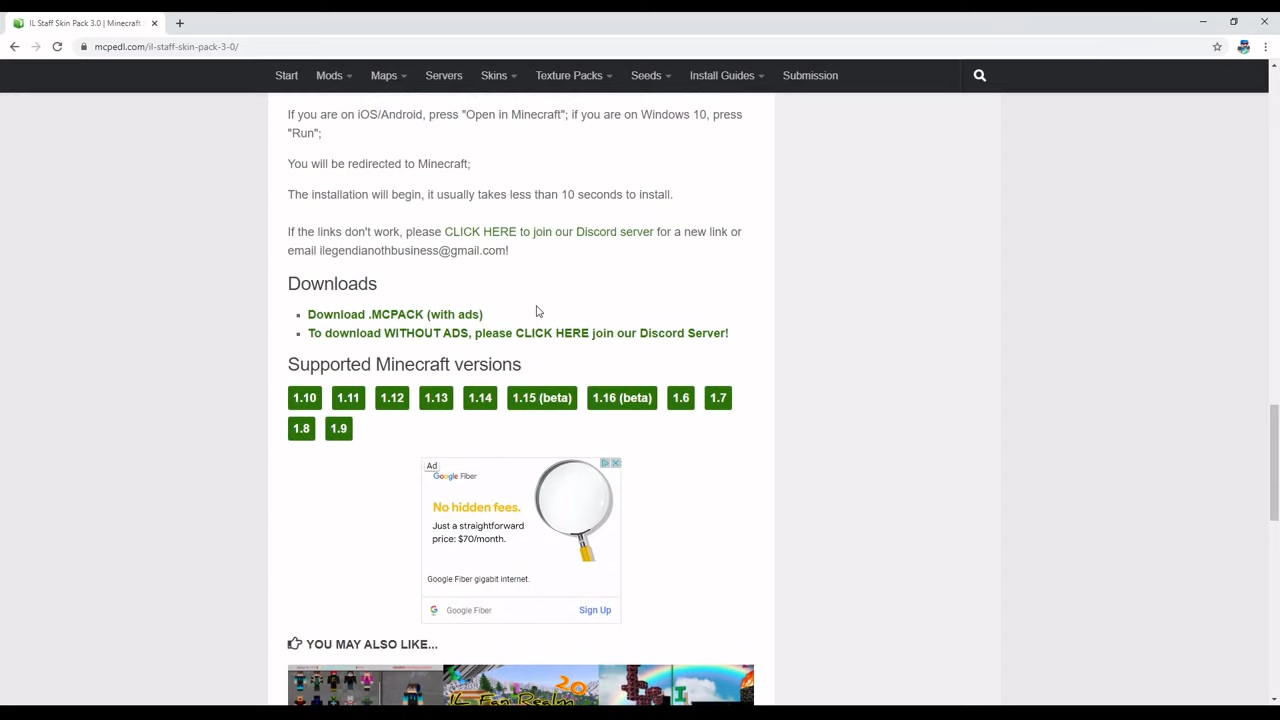 IL Staff Skin Pack 3.0 | Minecraft
mcpedl.com/il-staff-skin-pack-3-0/
Start Mods Maps Servers Skins Texture Packs Seeds Install Guides Submission
If you are on iOS/Android, press "Open in Minecraft"; if you are on Windows 10, press
"Run";
You will be redirected to Minecraft;
The installation will begin, it usually takes less than 10 seconds to install.
If the links don't work, please CLICK HERE to join our Discord server for a new link or
email ilegendianothbusiness@gmail.com!
Downloads
Download .MCPACK (with ads)
To download WITHOUT ADS, please CLICK HERE join our Discord Server!
Supported Minecraft versions
1.10 1.11 1.12 1.13 1.14 1.15 (beta) 1.16 (beta) 1.6 1.7
1.8 1.9
Ad
Google Fiber
No hidden fees.
Just a straightforward
price: $70/month.
Google Fiber gigabit internet.
Google Fiber Sign Up
YOU MAY ALSO LIKE...